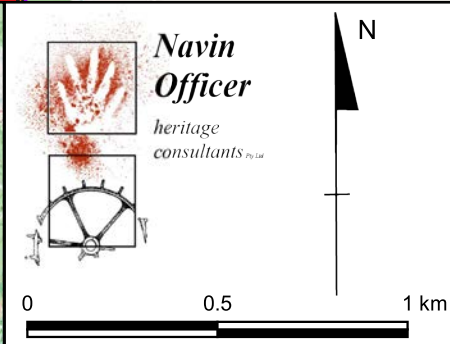 Navin
Officer
heritage
consultants Pty Ltd
N
0 0.5 1 km